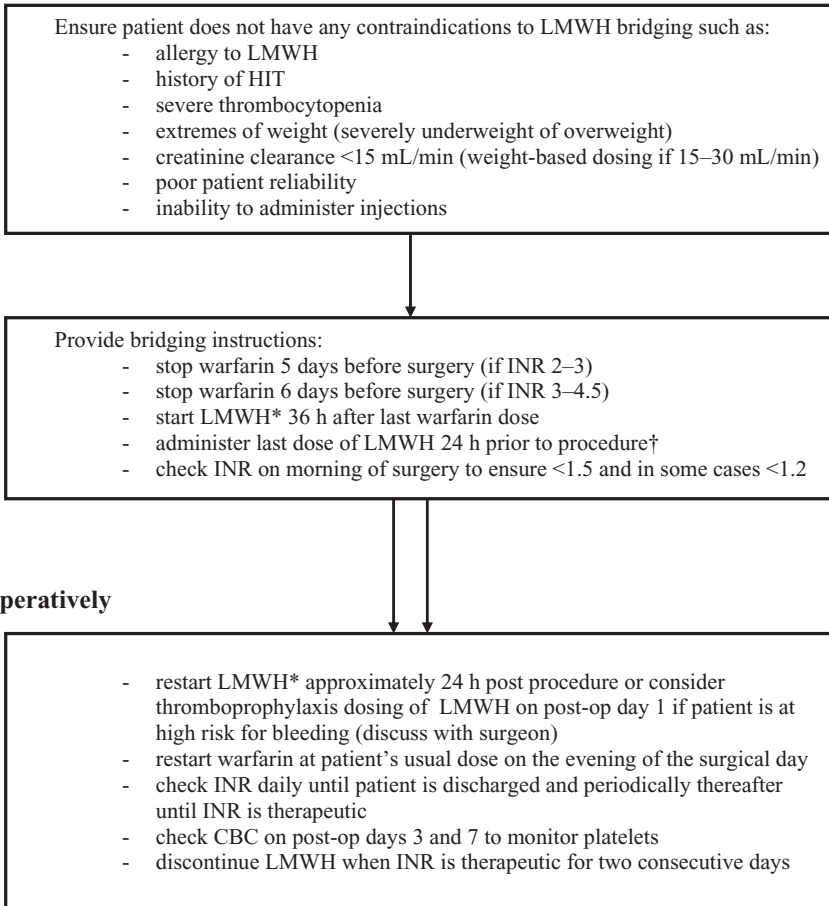 Ensure patient does not have any contraindications to LMWH bridging such as:
- allergy to LMWH
- history of HIT
- severe thrombocytopenia
- extremes of weight (severely underweight of overweight)
- creatinine clearance <15 mL/min (weight-based dosing if 15–30 mL/min)
- poor patient reliability
- inability to administer injections
Provide bridging instructions:
- stop warfarin 5 days before surgery (if INR 2–3)
- stop warfarin 6 days before surgery (if INR 3–4.5)
- start LMWH* 36 h after last warfarin dose
- administer last dose of LMWH 24 h prior to procedure†
- check INR on morning of surgery to ensure <1.5 and in some cases <1.2
peratively
- restart LMWH* approximately 24 h post procedure or consider
thromboprophylaxis dosing of LMWH on post-op day 1 if patient is at
high risk for bleeding (discuss with surgeon)
- restart warfarin at patient's usual dose on the evening of the surgical day
- check INR daily until patient is discharged and periodically thereafter
until INR is therapeutic
- check CBC on post-op days 3 and 7 to monitor platelets
- discontinue LMWH when INR is therapeutic for two consecutive days